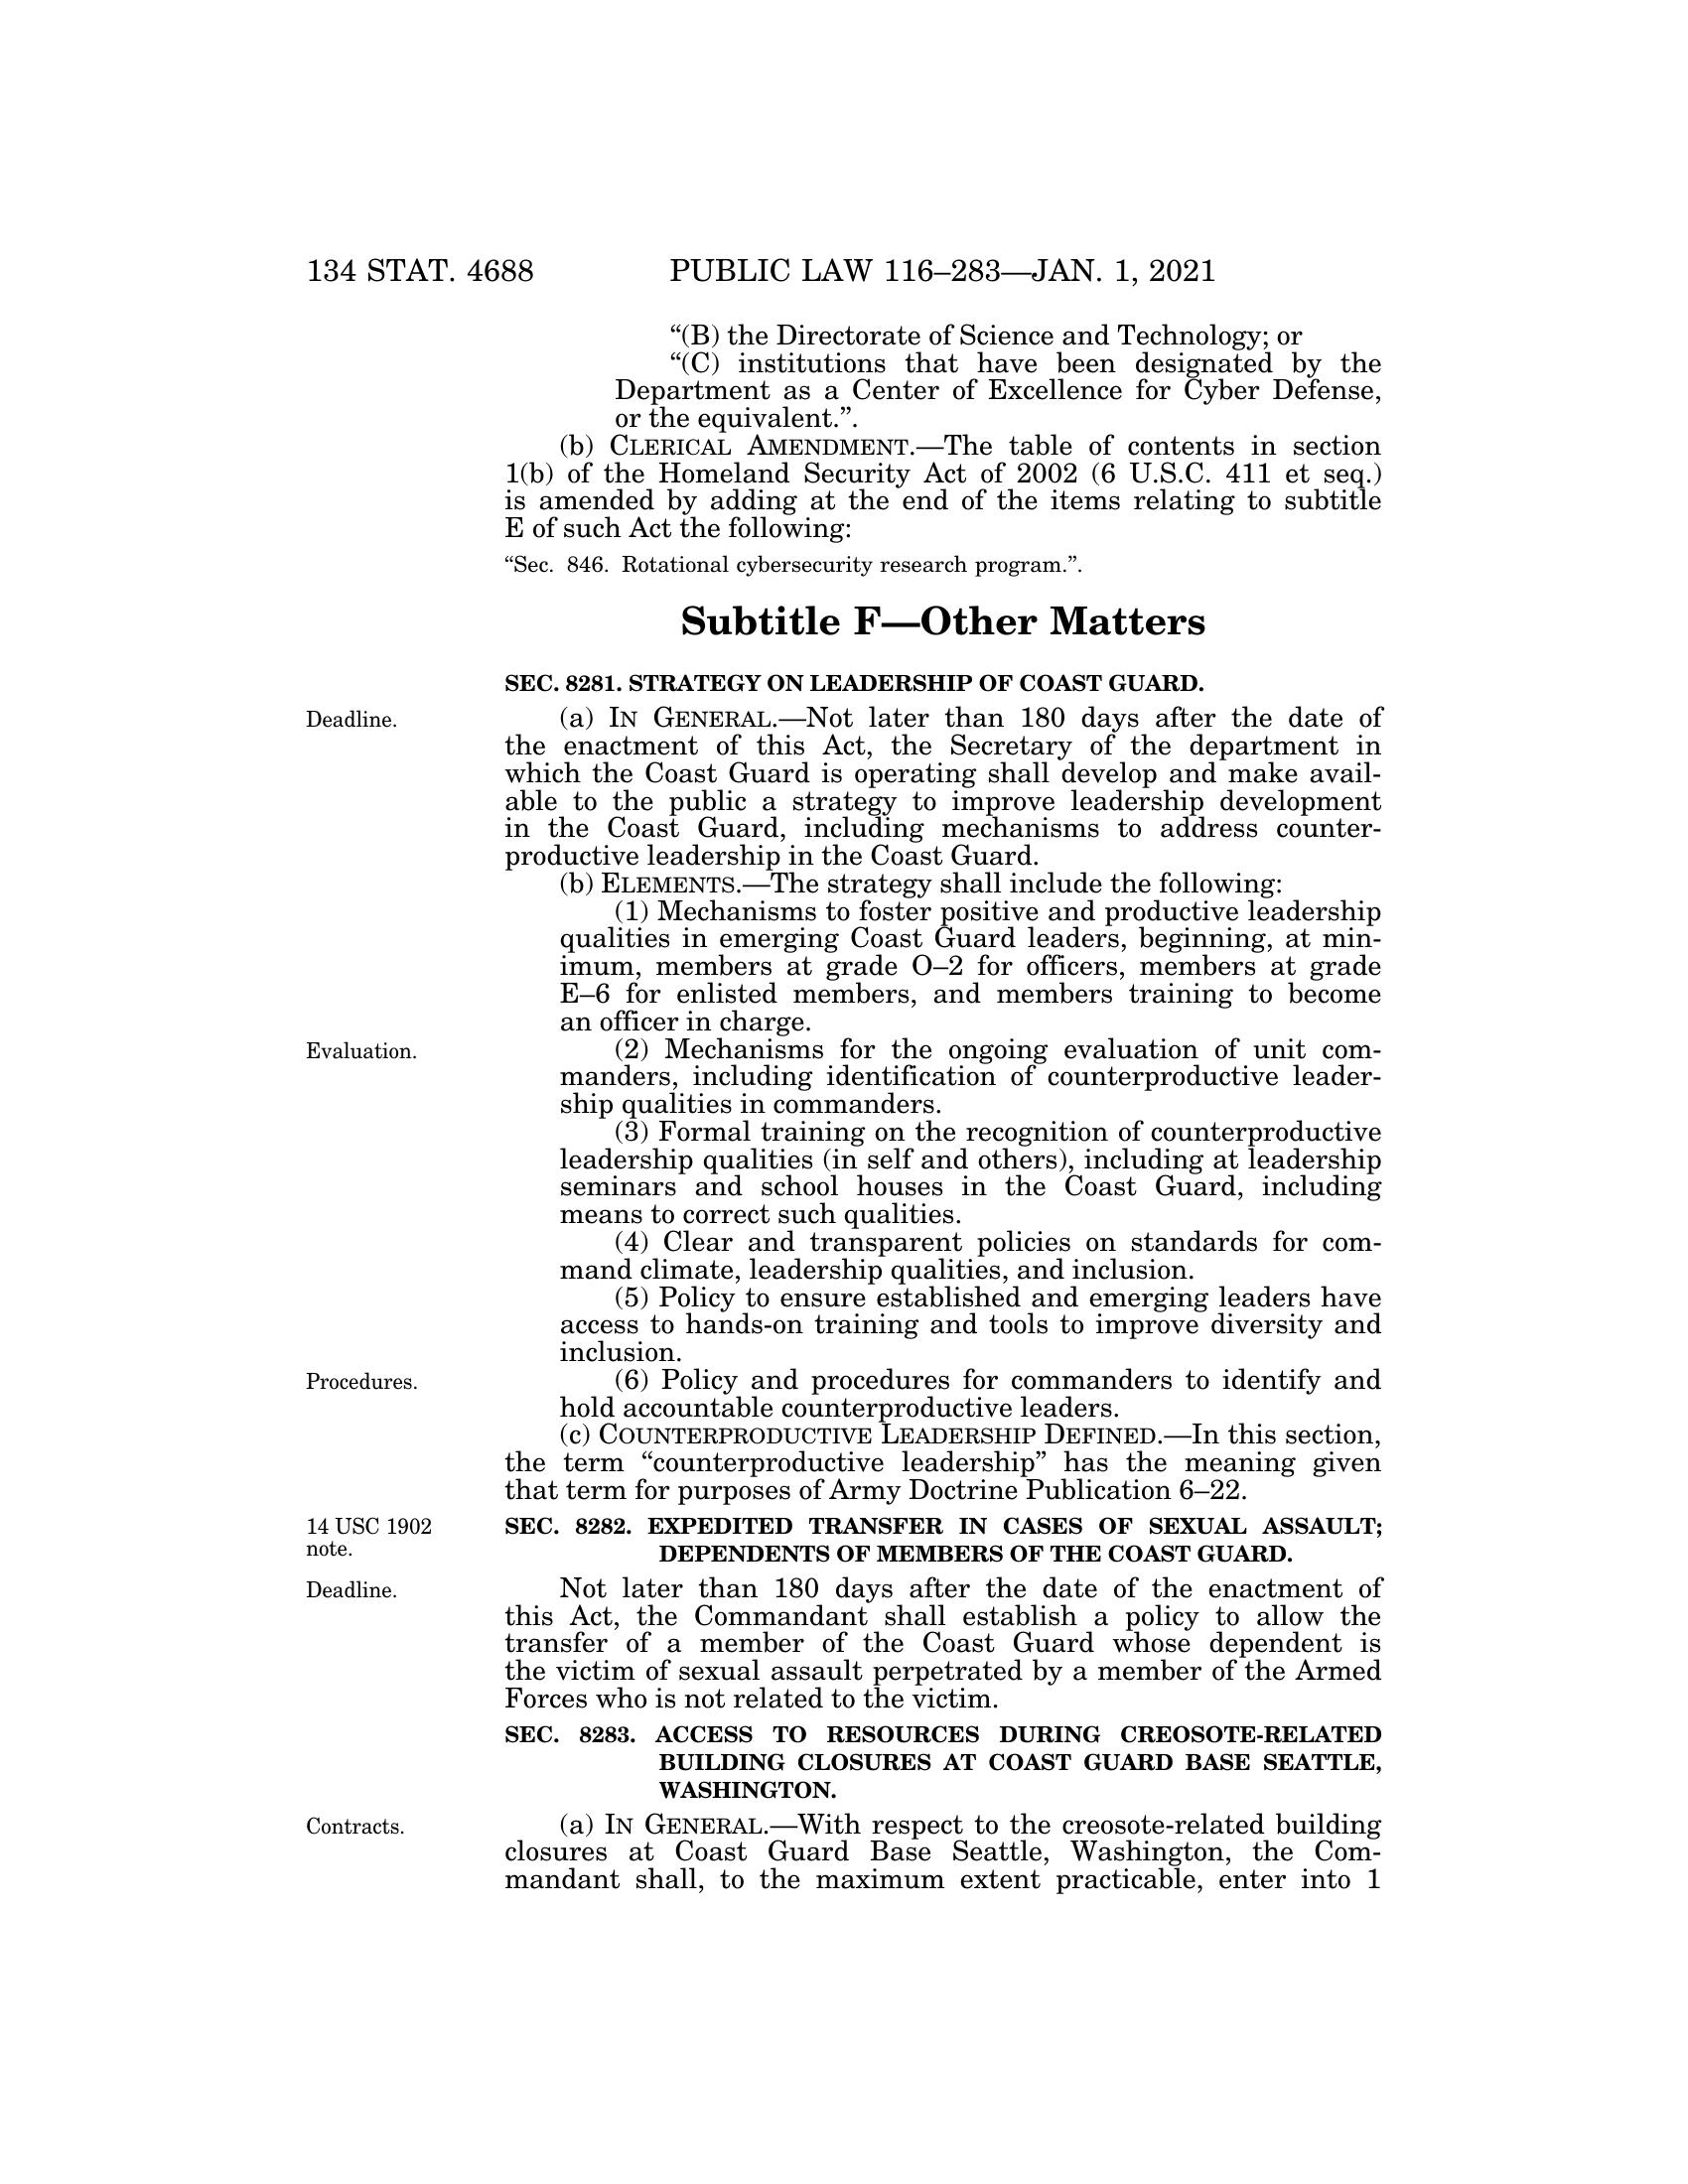 134 STAT. 4688 PUBLIC LAW 116–283—JAN. 1, 2021
“(B) the Directorate of Science and Technology; or
“(C) institutions that have been designated by the
Department as a Center of Excellence for Cyber Defense,
or the equivalent.”.
(b) CLERICAL AMENDMENT.—The table of contents in section
1(b) of the Homeland Security Act of 2002 (6 U.S.C. 411 et seq.)
is amended by adding at the end of the items relating to subtitle
E of such Act the following:
“Sec. 846. Rotational cybersecurity research program.”.
Subtitle F—Other Matters
SEC. 8281. STRATEGY ON LEADERSHIP OF COAST GUARD.
Deadline.
(a) IN GENERAL.—Not later than 180 days after the date of
the enactment of this Act, the Secretary of the department in
which the Coast Guard is operating shall develop and make avail-
able to the public a strategy to improve leadership development
in the Coast Guard, including mechanisms to address counter-
productive leadership in the Coast Guard.
(b) ELEMENTS.—The strategy shall include the following:
(1) Mechanisms to foster positive and productive leadership
qualities in emerging Coast Guard leaders, beginning, at min-
imum, members at grade O–2 for officers, members at grade
E–6 for enlisted members, and members training to become
an officer in charge.
Evaluation.
(2) Mechanisms for the ongoing evaluation of unit com-
manders, including identification of counterproductive leader-
ship qualities in commanders.
(3) Formal training on the recognition of counterproductive
leadership qualities (in self and others), including at leadership
seminars and school houses in the Coast Guard, including
means to correct such qualities.
(4) Clear and transparent policies on standards for com-
mand climate, leadership qualities, and inclusion.
(5) Policy to ensure established and emerging leaders have
access to hands-on training and tools to improve diversity and
inclusion.
Procedures.
(6) Policy and procedures for commanders to identify and
hold accountable counterproductive leaders.
(c) COUNTERPRODUCTIVE LEADERSHIP DEFINED.—In this section,
the term “counterproductive leadership” has the meaning given
that term for purposes of Army Doctrine Publication 6–22.
14 USC 1902
note.
SEC. 8282. EXPEDITED TRANSFER IN CASES OF SEXUAL ASSAULT;
DEPENDENTS OF MEMBERS OF THE COAST GUARD.
Deadline.
Not later than 180 days after the date of the enactment of
this Act, the Commandant shall establish a policy to allow the
transfer of a member of the Coast Guard whose dependent is
the victim of sexual assault perpetrated by a member of the Armed
Forces who is not related to the victim.
SEC. 8283. ACCESS TO RESOURCES DURING CREOSOTE-RELATED
BUILDING CLOSURES AT COAST GUARD BASE SEATTLE,
WASHINGTON.
Contracts.
(a) IN GENERAL.—With respect to the creosote-related building
closures at Coast Guard Base Seattle, Washington, the Com-
mandant shall, to the maximum extent practicable, enter into 1